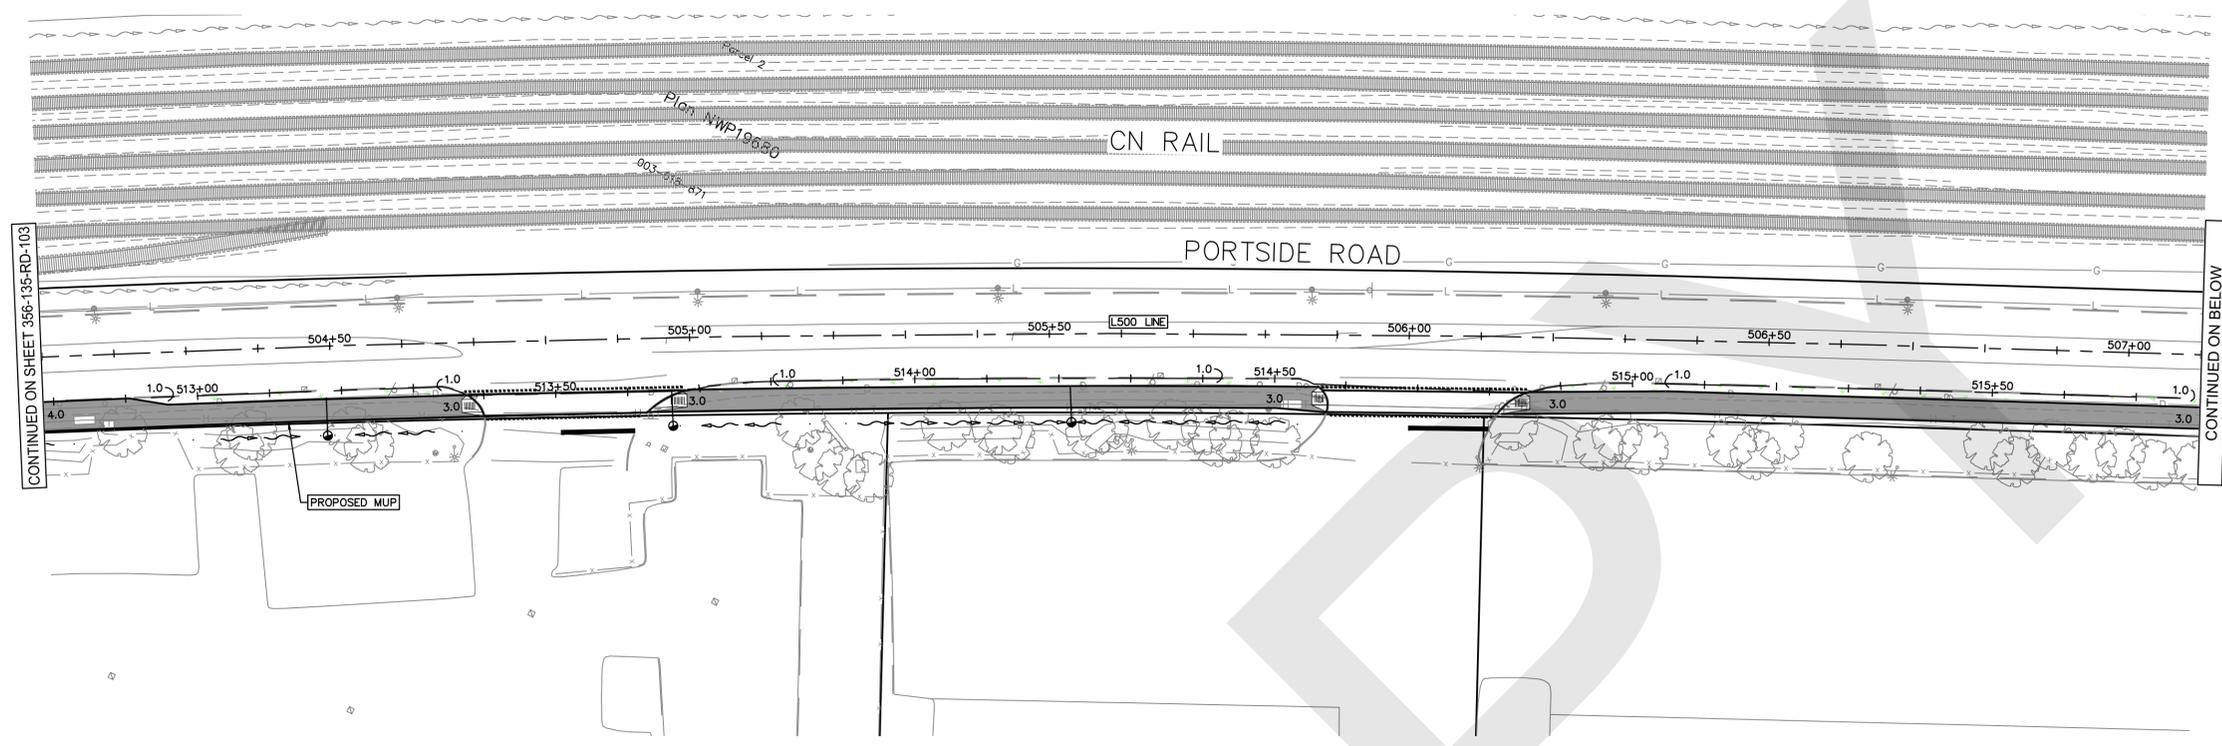 Parcel 2
Plan NWP19680
CN RAIL
PORTSIDE ROAD
G G G G G
L L L L L L L L L
CONTINUED ON SHEET 356-135-RD-103
CONTINUED ON BELOW
504+50
505+00
505+50
L500 LINE
506+00
506+50
507+00
1.0
513+00
1.0
513+50
1.0
514+00
1.0
514+50
515+00
1.0
515+50
1.0
4.0
3.0
3.0
3.0
3.0
3.0
PROPOSED MUP